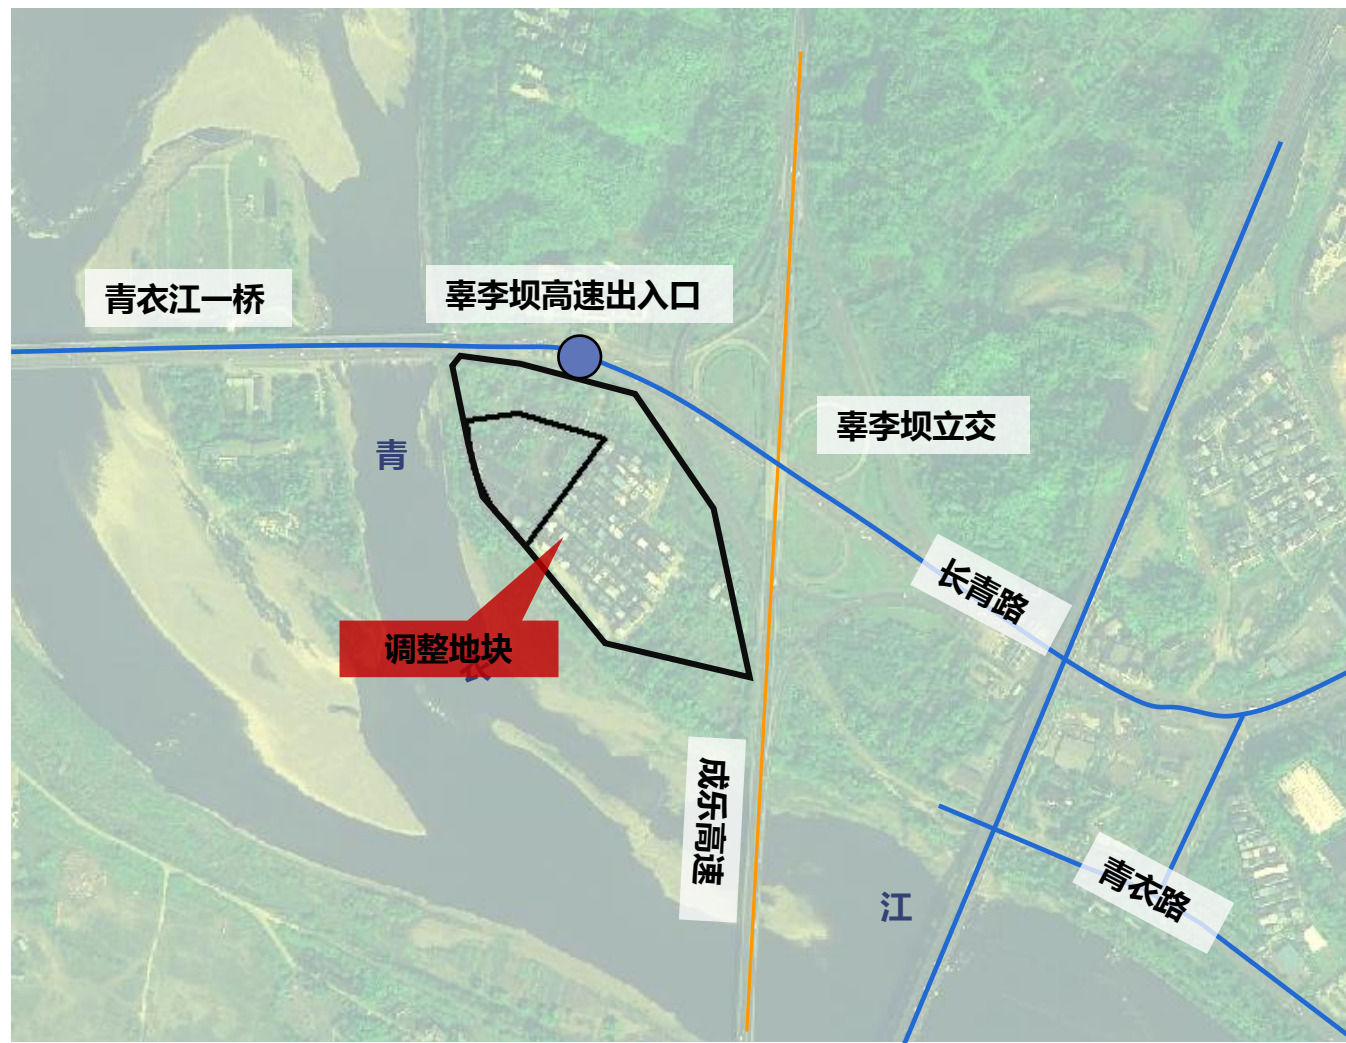 青衣江一桥
辜李坝高速出入口
辜李坝立交
青
长青路
调整地块
衣
成乐高速
江
青衣路